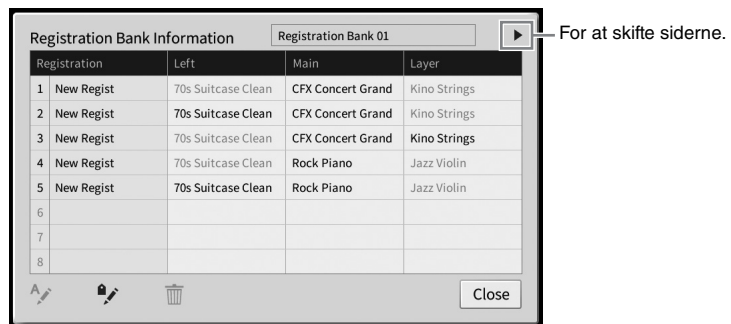 Registration Bank Information Registration Bank 01 ▶ For at skifte siderne.
Registration Left Main Layer
1 New Regist 70s Suitcase Clean CFX Concert Grand Kino Strings
2 New Regist 70s Suitcase Clean CFX Concert Grand Kino Strings
3 New Regist 70s Suitcase Clean CFX Concert Grand Kino Strings
4 New Regist 70s Suitcase Clean Rock Piano Jazz Violin
5 New Regist 70s Suitcase Clean Rock Piano Jazz Violin
6
7
8
A Close